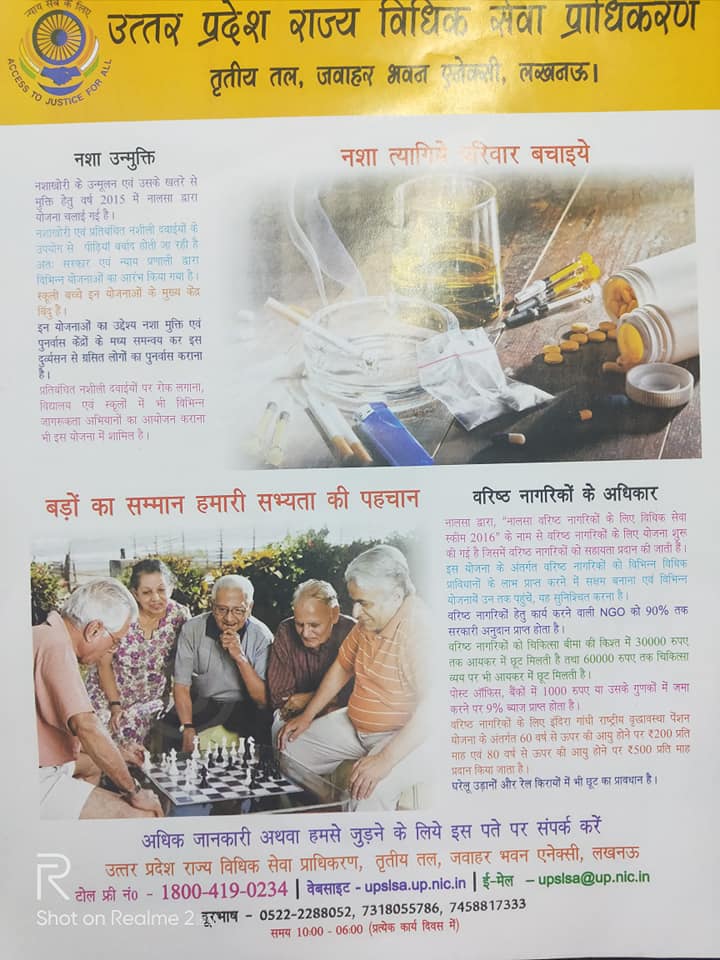 न्याय सब के लिए
ACCESS TO JUSTICE FOR ALL
उत्तर प्रदेश राज्य विधिक सेवा प्राधिकरण
तृतीय तल, जवाहर भवन एनेक्सी, लखनऊ।
नशा उन्मुक्ति
नशाखोरी के उन्मूलन एवं उसके खतरे से
मुक्ति हेतु वर्ष 2015 में नालसा द्वारा
योजना चलाई गई है।
नशाखोरी एवं प्रतिबंधित नशीली दवाईयों के
उपयोग से पीड़ियां बर्बाद होती जा रही है
अतः सरकार एवं न्याय प्रणाली द्वारा
विभिन्न योजनाओं का आरंभ किया गया है।
स्कूली बच्चे इन योजनाओं के मुख्य केंद्र
बिंदु है।
इन योजनाओं का उद्देश्य नशा मुक्ति एवं
पुनर्वास केंद्रों के मध्य समन्वय कर इस
दुर्व्यसन से ग्रसित लोगों का पुनर्वास कराना
है।
प्रतिबंधित नशीली दवाईयों पर रोक लगाना,
विद्यालय एवं स्कूलों में भी विभिन्न
जागरूकता अभियानों का आयोजन कराना
भी इस योजना में शामिल है।
नशा त्यागिये परिवार बचाइये
बड़ों का सम्मान हमारी सभ्यता की पहचान
वरिष्ठ नागरिकों के अधिकार
नालसा द्वारा, "नालसा वरिष्ठ नागरिकों के लिए विधिक सेवा
स्कीम 2016" के नाम से वरिष्ठ नागरिकों के लिए योजना शुरू
की गई है जिसमें वरिष्ठ नागरिकों को सहायता प्रदान की जाती है।
इस योजना के अंतर्गत वरिष्ठ नागरिकों को विभिन्न विधिक
प्राविधानों के लाभ प्राप्त करने में सक्षम बनाना एवं विभिन्न
योजनायें उन तक पहुंचें, यह सुनिश्चित करना है।
वरिष्ठ नागरिकों हेतु कार्य करने वाली NGO को 90% तक
सरकारी अनुदान प्राप्त होता है।
वरिष्ठ नागरिकों को चिकित्सा बीमा की किश्त में 30000 रुपए
तक आयकर में छूट मिलती है तथा 60000 रुपए तक चिकित्सा
व्यय पर भी आयकर में छूट मिलती है।
पोस्ट ऑफिस, बैंकों में 1000 रुपए या उसके गुणकों में जमा
करने पर 9% ब्याज प्राप्त होता है।
वरिष्ठ नागरिकों के लिए इंदिरा गांधी राष्ट्रीय वृद्धावस्था पेंशन
योजना के अंतर्गत 60 वर्ष से ऊपर की आयु होने पर ₹200 प्रति
माह एवं 80 वर्ष से ऊपर की आयु होने पर ₹500 प्रति माह
प्रदान किया जाता है।
घरेलू उड़ानों और रेल किरायों में भी छूट का प्रावधान है।
अधिक जानकारी अथवा हमसे जुड़ने के लिये इस पते पर संपर्क करें
उत्तर प्रदेश राज्य विधिक सेवा प्राधिकरण, तृतीय तल, जवाहर भवन एनेक्सी, लखनऊ
टोल फ्री नं0 - 1800-419-0234 | वेबसाइट - upslsa.up.nic.in | ई-मेल – upslsa@up.nic.in
दूरभाष - 0522-2288052, 7318055786, 7458817333
समय 10:00 - 06:00 (प्रत्येक कार्य दिवस में)
R
Shot on Realme 2